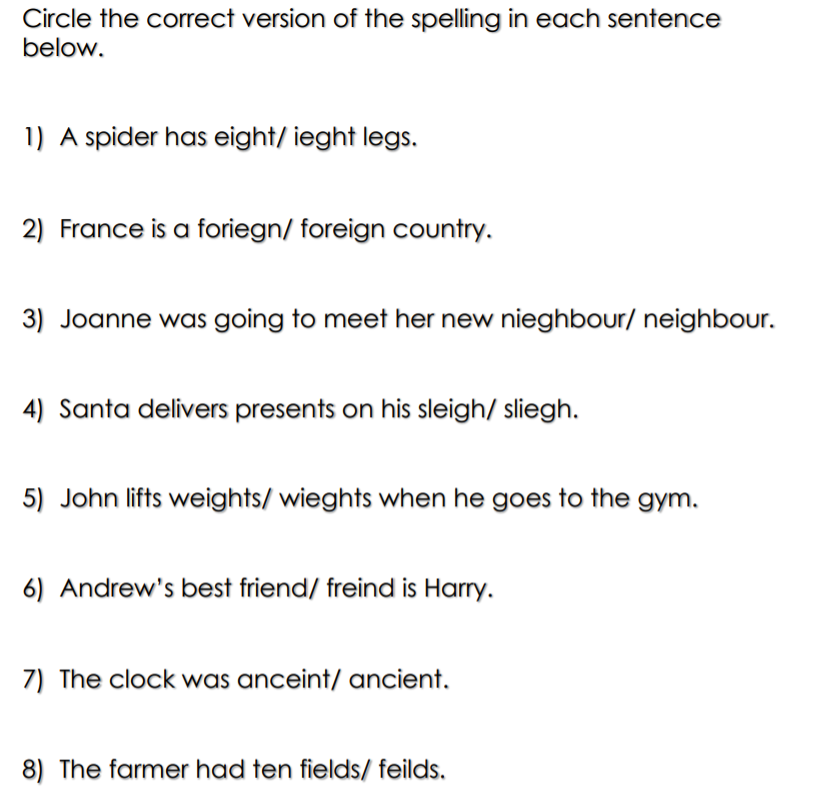 Circle the correct version of the spelling in each sentence
below.
1) A spider has eight/ ieght legs.
2) France is a foriegn/ foreign country.
3) Joanne was going to meet her new nieghbour/ neighbour.
4) Santa delivers presents on his sleigh/ sliegh.
5) John lifts weights/ wieghts when he goes to the gym.
6) Andrew's best friend/ freind is Harry.
7) The clock was anceint/ ancient.
8) The farmer had ten fields/ feilds.